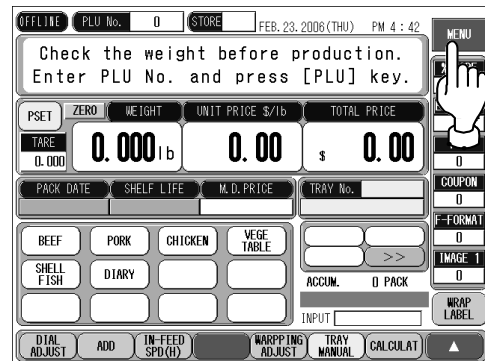 OFFLINE PLU No. 0 STORE FEB. 23. 2006 (THU) PM 4 : 42
MENU
Check the weight before production.
Enter PLU No. and press [PLU] key.
PSET ZERO WEIGHT UNIT PRICE $/lb TOTAL PRICE
TARE
0.000 0.000 lb 0.00 $ 0.00
0
PACK DATE SHELF LIFE M.D.PRICE TRAY No.
COUPON
0
F-FORMAT
0
BEEF PORK CHICKEN VEGE
TABLE
>>
IMAGE 1
0
SHELL
FISH DIARY
ACCUM. 0 PACK
INPUT
WRAP
LABEL
DIAL
ADJUST ADD IN-FEED
SPD(H) WARPPING
ADJUST TRAY
MANUAL CALCULAT ▲